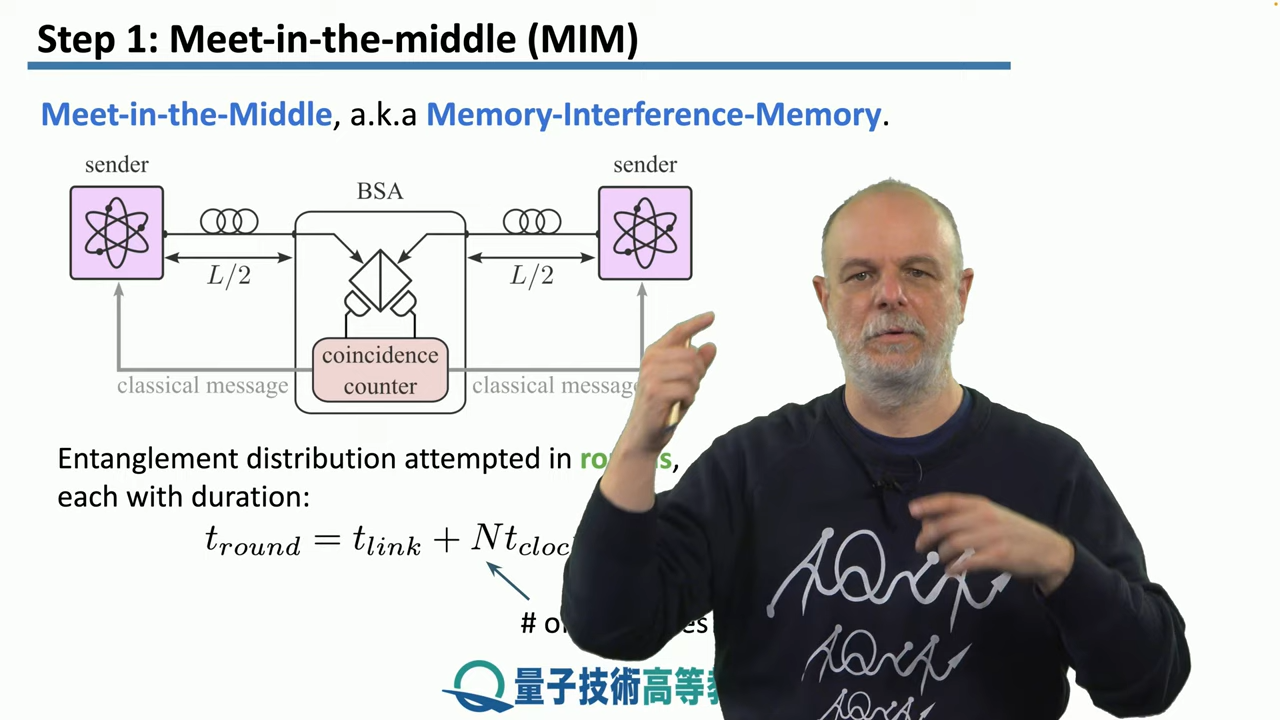 Step 1: Meet-in-the-middle (MIM)
Meet-in-the-Middle, a.k.a Memory-Interference-Memory.
sender
BSA
sender
L/2
L/2
coincidence
counter
classical message
classical message
Entanglement distribution attempted in
each with duration:
t_round = t_link + N
#
量子技術高等